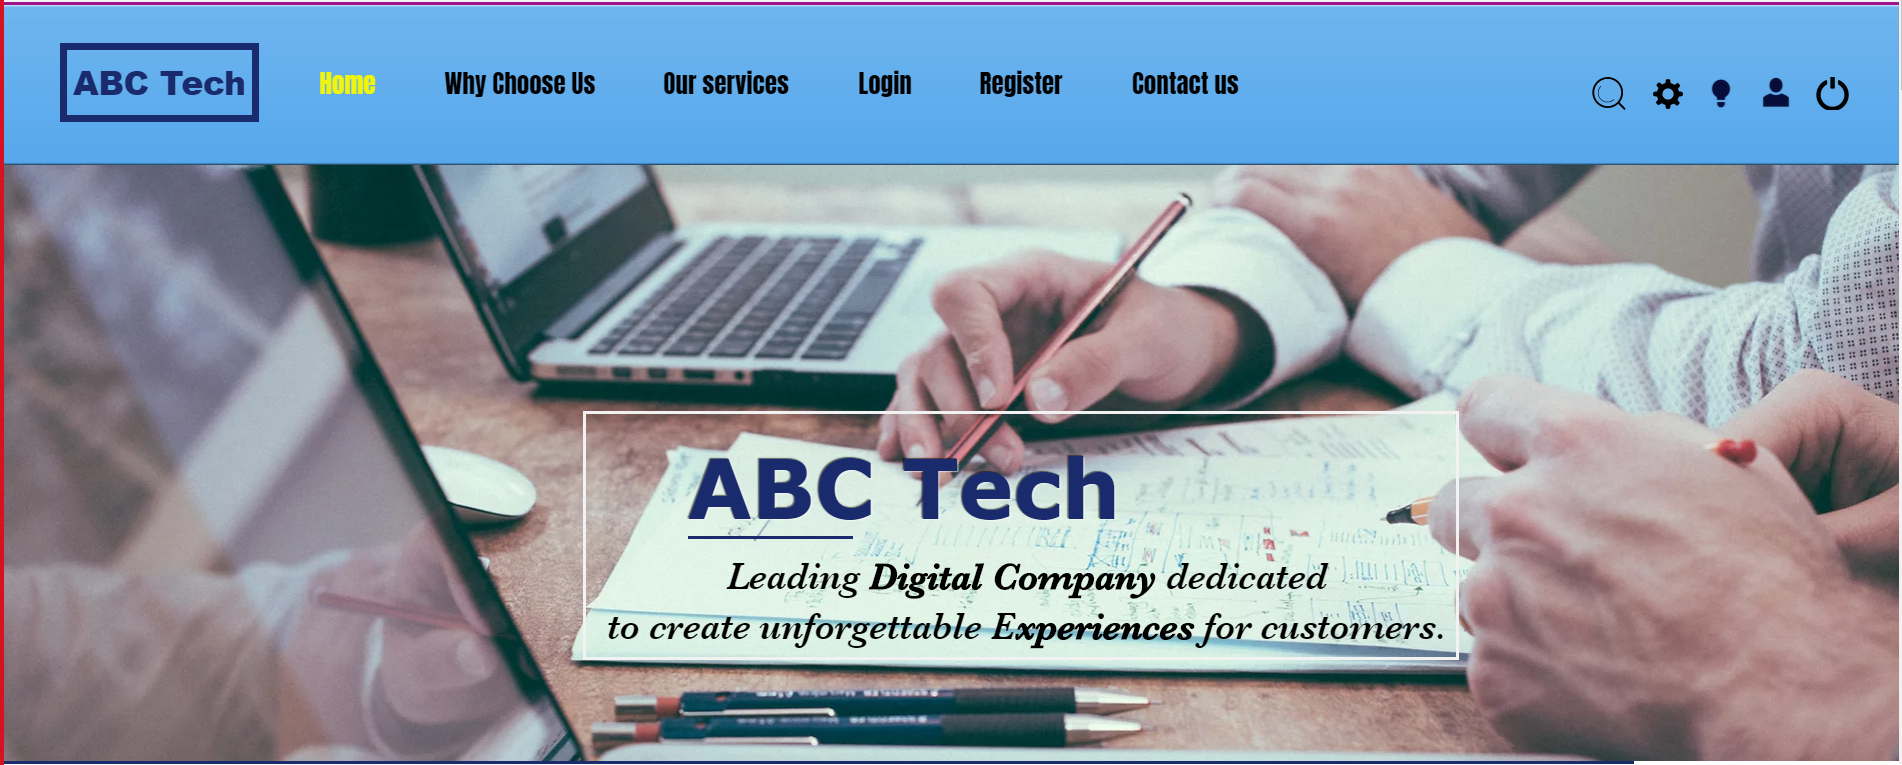 ABC Tech
Home Why Choose Us Our services Login Register Contact us
ABC Tech
Leading Digital Company dedicated
to create unforgettable Experiences for customers.